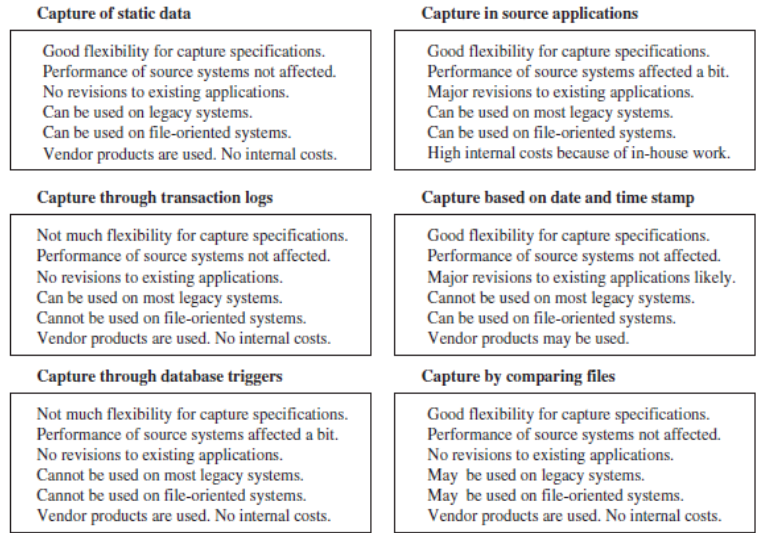 Capture of static data
Good flexibility for capture specifications.
Performance of source systems not affected.
No revisions to existing applications.
Can be used on legacy systems.
Can be used on file-oriented systems.
Vendor products are used. No internal costs.
Capture in source applications
Good flexibility for capture specifications.
Performance of source systems affected a bit.
Major revisions to existing applications.
Can be used on most legacy systems.
Can be used on file-oriented systems.
High internal costs because of in-house work.
Capture through transaction logs
Not much flexibility for capture specifications.
Performance of source systems not affected.
No revisions to existing applications.
Can be used on most legacy systems.
Cannot be used on file-oriented systems.
Vendor products are used. No internal costs.
Capture based on date and time stamp
Good flexibility for capture specifications.
Performance of source systems not affected.
Major revisions to existing applications likely.
Cannot be used on most legacy systems.
Can be used on file-oriented systems.
Vendor products may be used.
Capture through database triggers
Not much flexibility for capture specifications.
Performance of source systems affected a bit.
No revisions to existing applications.
Cannot be used on most legacy systems.
Cannot be used on file-oriented systems.
Vendor products are used. No internal costs.
Capture by comparing files
Good flexibility for capture specifications.
Performance of source systems not affected.
No revisions to existing applications.
May be used on legacy systems.
May be used on file-oriented systems.
Vendor products are used. No internal costs.